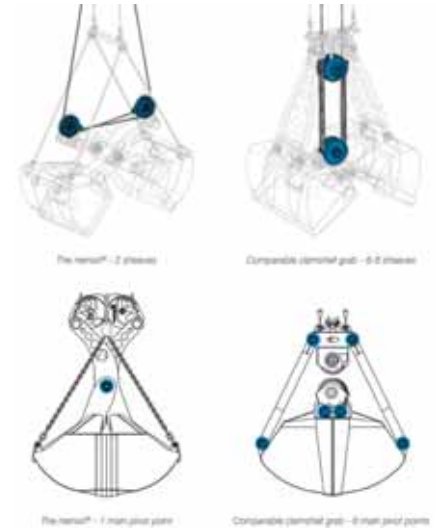 The nemag® - 2 sheaves
Comparable clamshell grab - 6-8 sheaves
The nemag® - 1 main pivot point
Comparable clamshell grab - 8 main pivot points